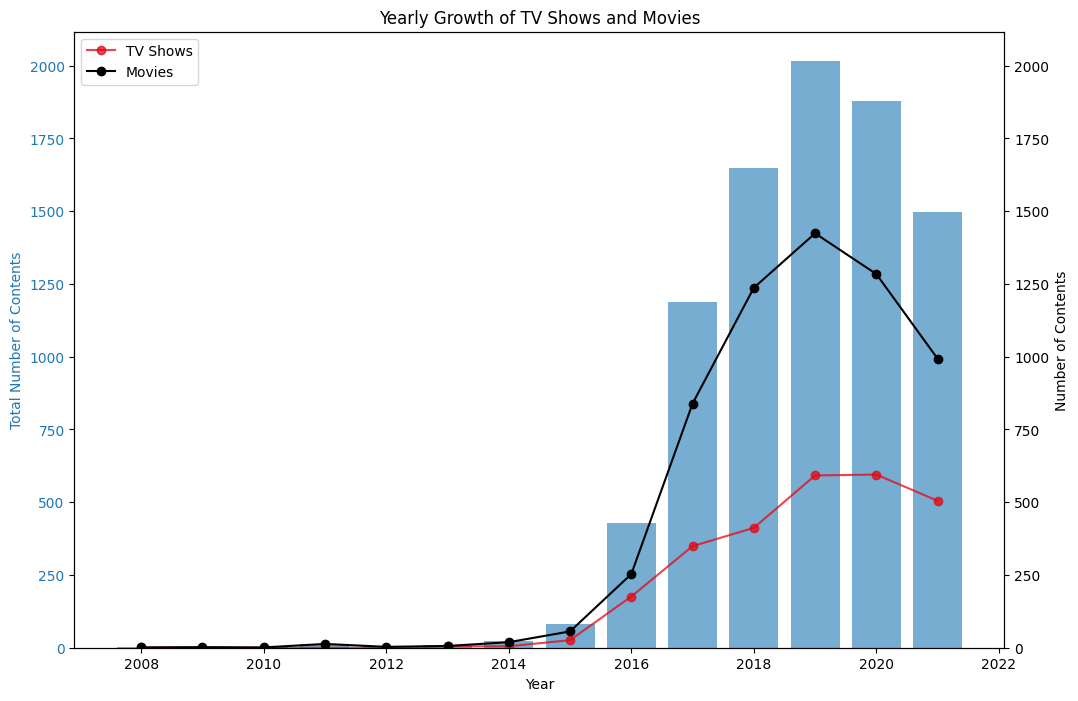 Yearly Growth of TV Shows and Movies
TV Shows
Movies
Total Number of Contents
2000
1750
1500
1250
1000
750
500
250
0
2000
1750
1500
1250
1000
750
500
250
0
Number of Contents
2008 2010 2012 2014 2016 2018 2020 2022
Year